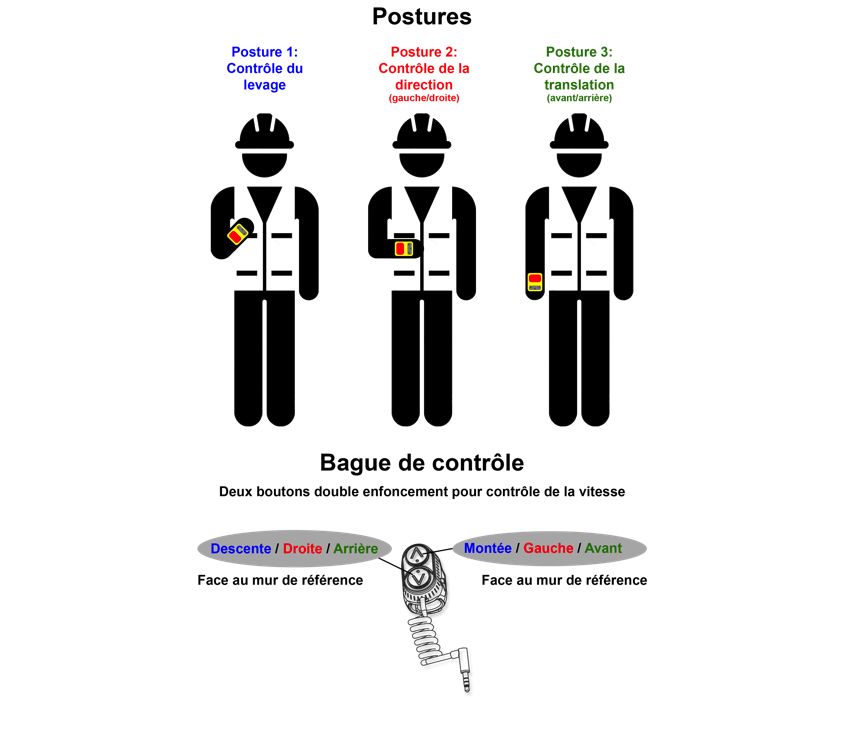 Postures
Posture 1:
Contrôle du
levage
Posture 2:
Contrôle de la
direction
(gauche/droite)
Posture 3:
Contrôle de la
translation
(avant/arrière)
Bague de contrôle
Deux boutons double enfoncement pour contrôle de la vitesse
Descente / Droite / Arrière
Face au mur de référence
Montée / Gauche / Avant
Face au mur de référence